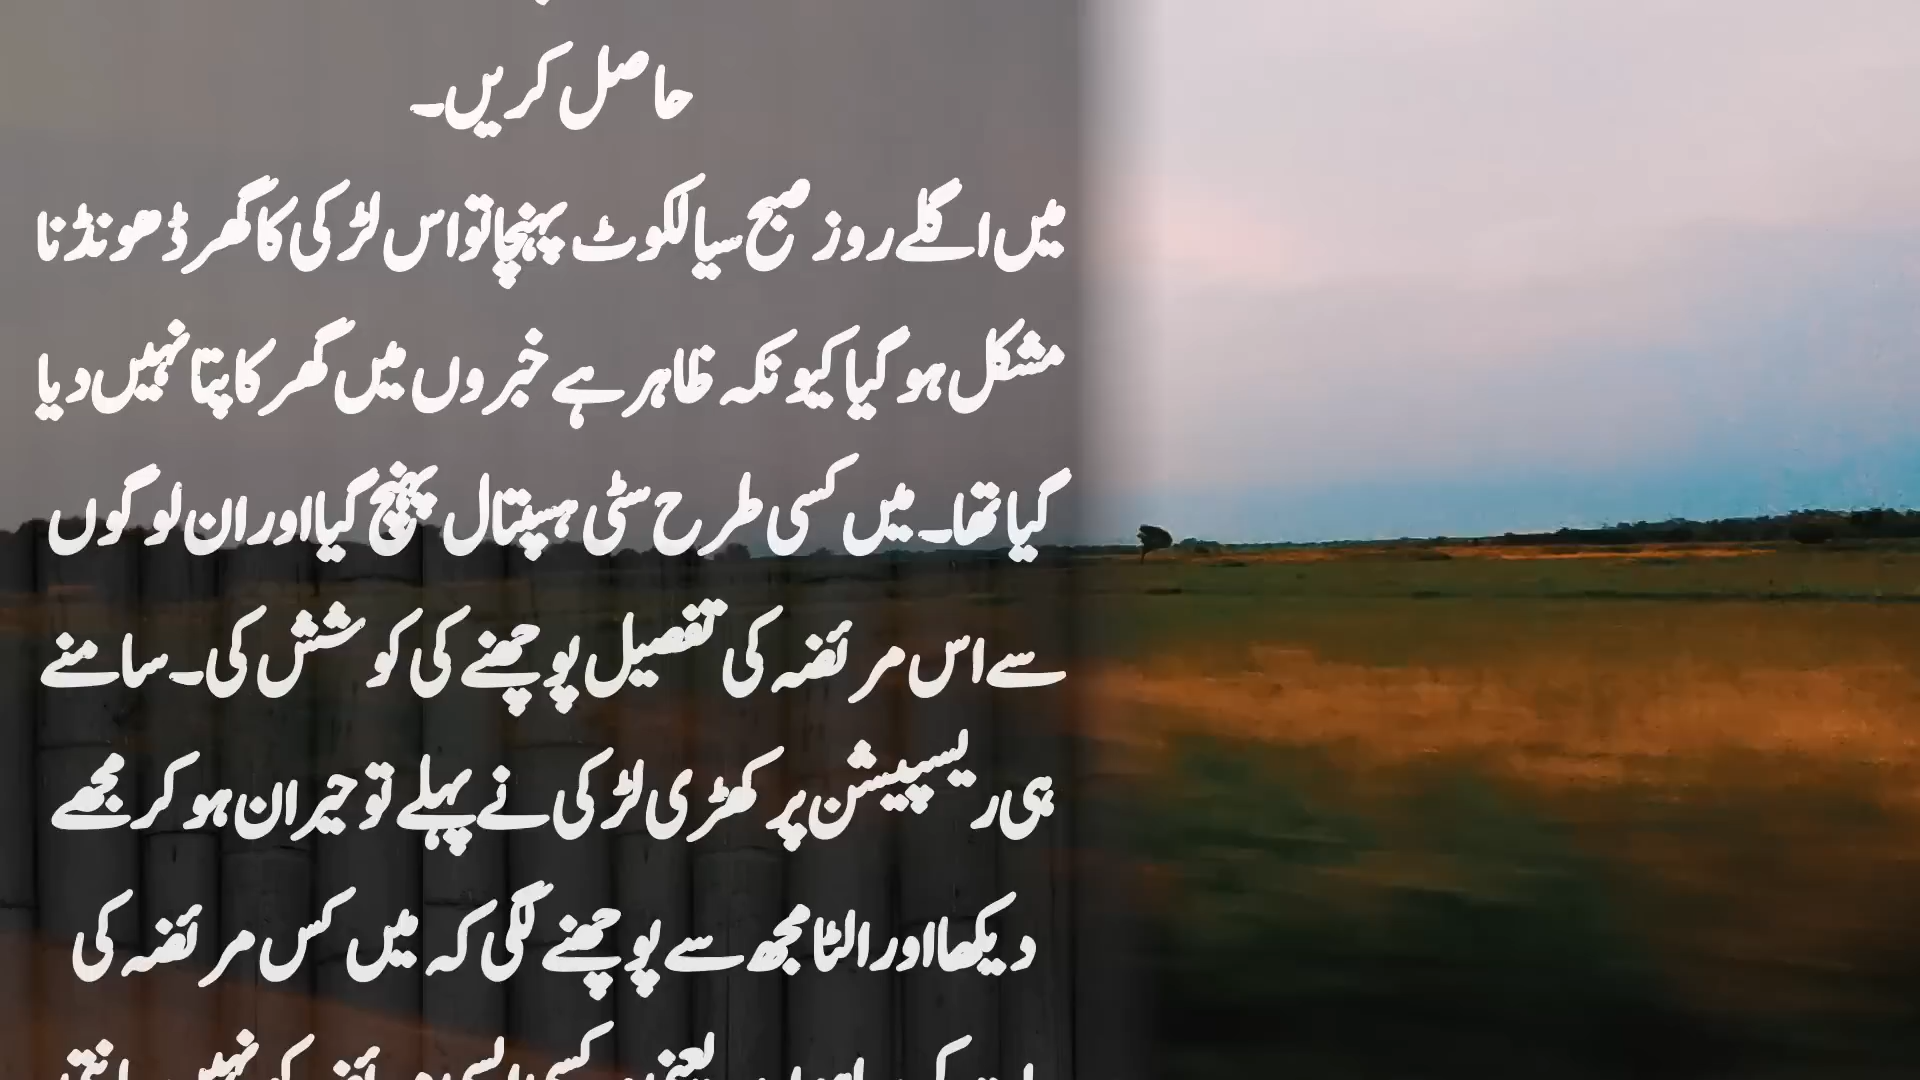 حاصل کریں۔
میں اگلے روز صبح سیالکوٹ پہنچا تو اس لڑکی کا گھر ڈھونڈنا
مشکل ہو گیا کیونکہ ظاہر ہے خبروں میں گھر کا پتا نہیں دیا
گیا تھا۔ میں کسی طرح سٹی ہسپتال پہنچ گیا اور ان لوگوں
سے اس مرئضہ کی تفصیل پوچھنے کی کوشش کی۔ سامنے
ہی ریسپیشن پر کھڑی لڑکی نے پہلے تو حیران ہو کر مجھے
دیکھا اور الٹا مجھ سے پوچھنے لگی کہ میں کس مرئضہ کی